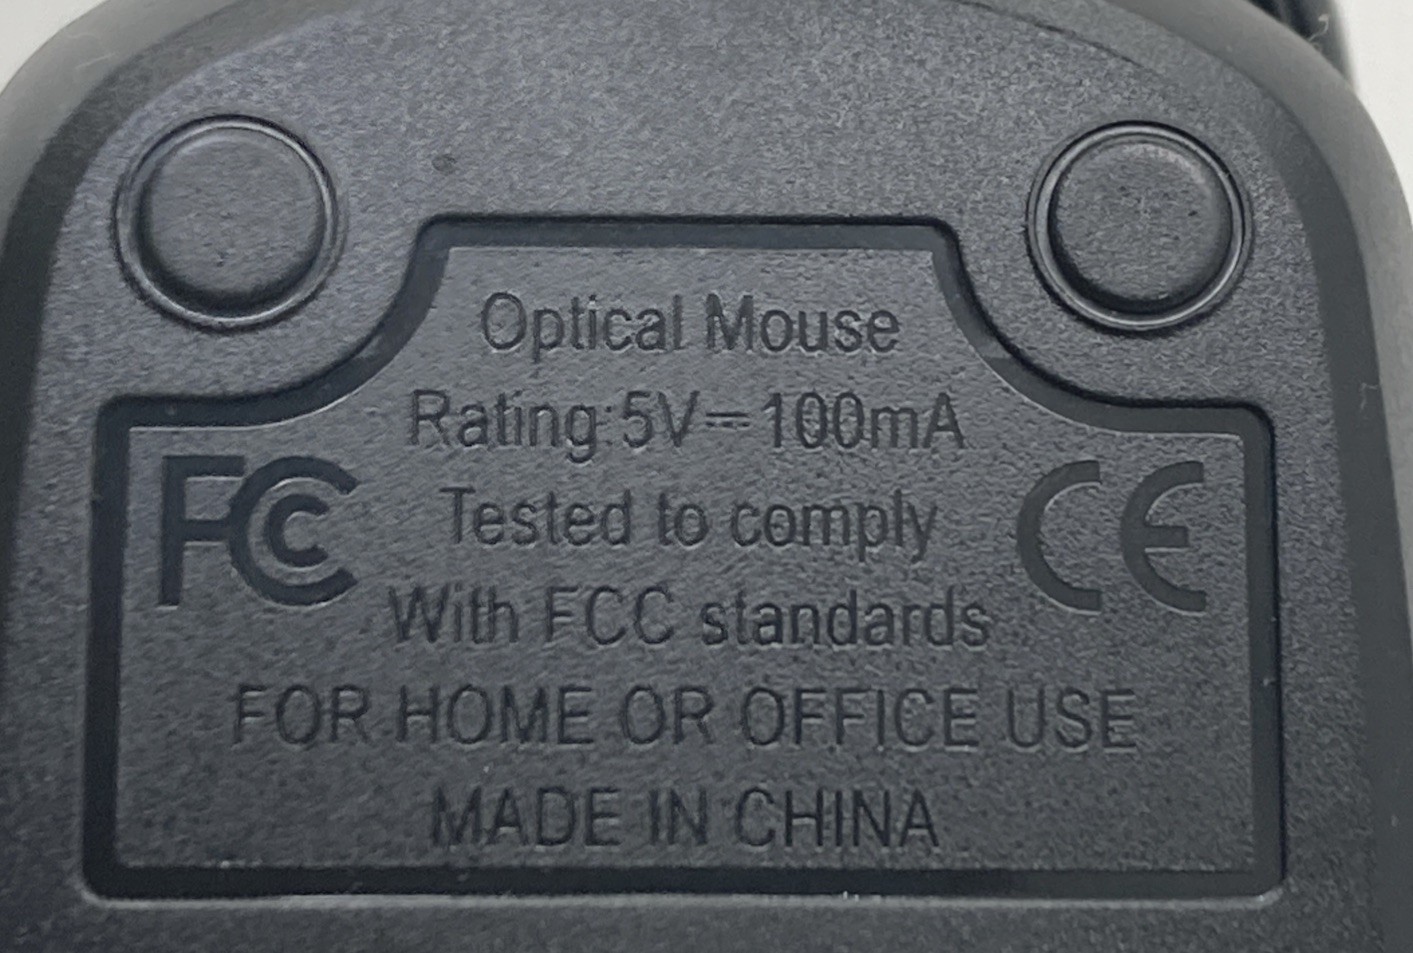 Optical Mouse
Rating:5V⎓100mA
FC CE
Tested to comply
With FCC standards
FOR HOME OR OFFICE USE
MADE IN CHINA